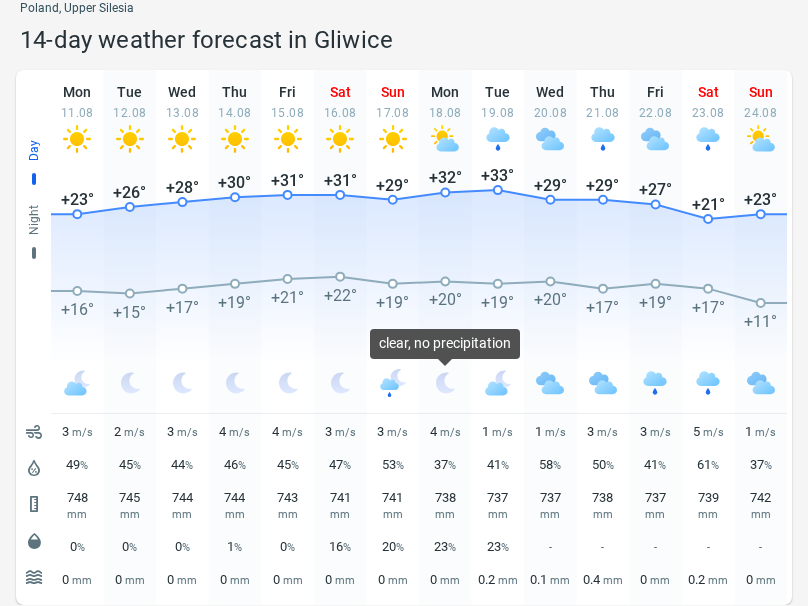 Poland, Upper Silesia
14-day weather forecast in Gliwice
Mon Tue Wed Thu Fri Sat Sun Mon Tue Wed Thu Fri Sat Sun
11.08 12.08 13.08 14.08 15.08 16.08 17.08 18.08 19.08 20.08 21.08 22.08 23.08 24.08
Day
+23° +26° +28° +30° +31° +31° +29° +32° +33° +29° +29° +27° +21° +23°
Night
+16° +15° +17° +19° +21° +22° +19° +20° +19° +20° +17° +19° +17° +11°
clear, no precipitation
3 m/s 2 m/s 3 m/s 4 m/s 4 m/s 3 m/s 3 m/s 4 m/s 1 m/s 1 m/s 3 m/s 3 m/s 5 m/s 1 m/s
49% 45% 44% 46% 45% 47% 53% 37% 41% 58% 50% 41% 61% 37%
748 745 744 744 743 741 741 738 737 737 738 737 739 742
mm mm mm mm mm mm mm mm mm mm mm mm mm mm
0% 0% 0% 1% 0% 16% 20% 23% 23% - - - - -
0 mm 0 mm 0 mm 0 mm 0 mm 0 mm 0 mm 0 mm 0.2 mm 0.1 mm 0.4 mm 0 mm 0.2 mm 0 mm